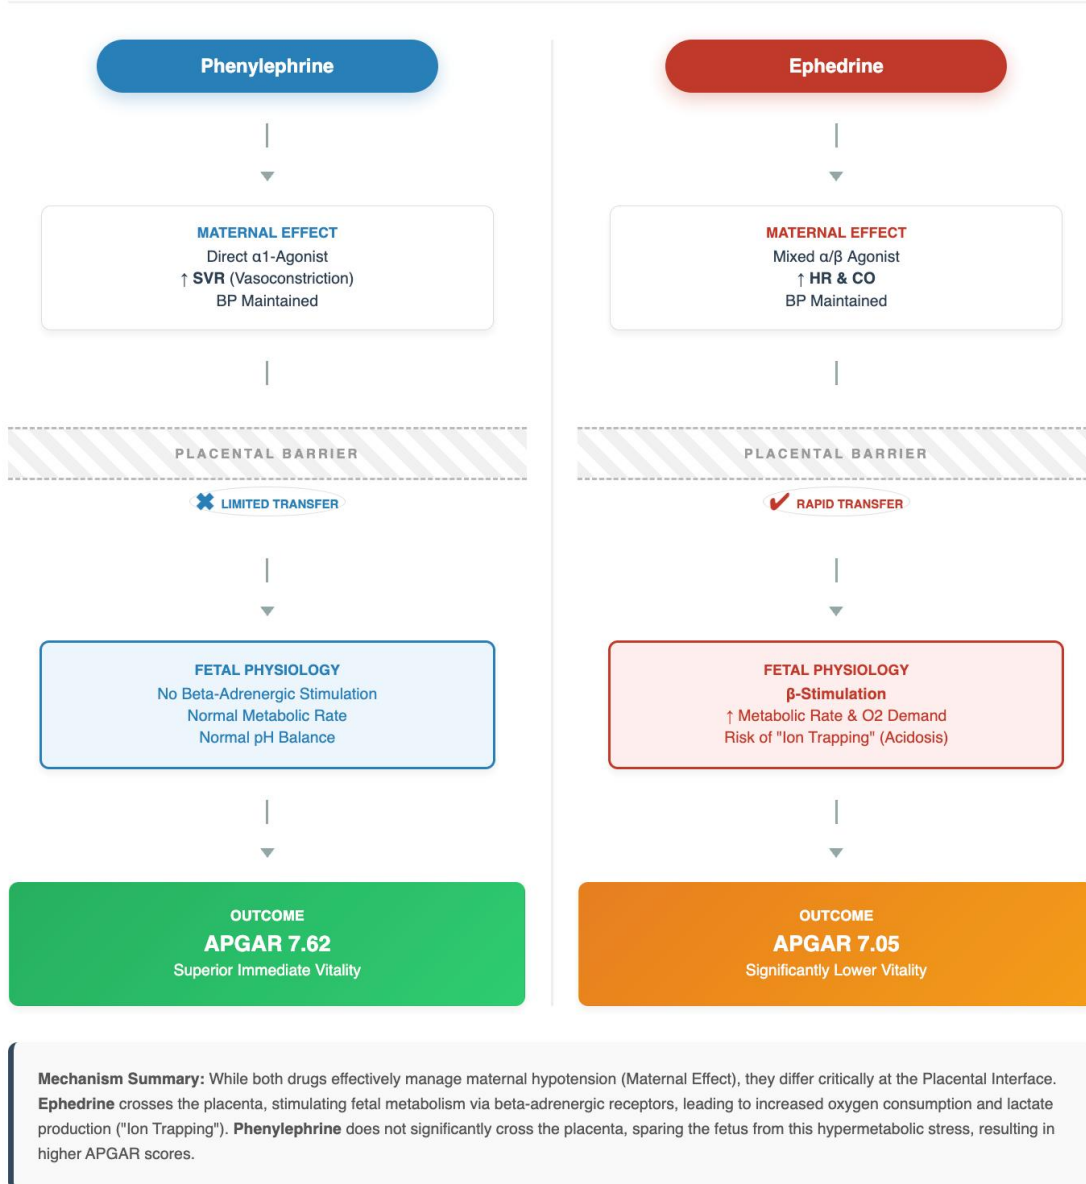 Phenylephrine
MATERNAL EFFECT
Direct α1-Agonist
↑ SVR (Vasoconstriction)
BP Maintained
PLACENTAL BARRIER
✖ LIMITED TRANSFER
FETAL PHYSIOLOGY
No Beta-Adrenergic Stimulation
Normal Metabolic Rate
Normal pH Balance
OUTCOME
APGAR 7.62
Superior Immediate Vitality
Ephedrine
MATERNAL EFFECT
Mixed α/β Agonist
↑ HR & CO
BP Maintained
PLACENTAL BARRIER
✔ RAPID TRANSFER
FETAL PHYSIOLOGY
β-Stimulation
↑ Metabolic Rate & O2 Demand
Risk of "Ion Trapping" (Acidosis)
OUTCOME
APGAR 7.05
Significantly Lower Vitality
Mechanism Summary: While both drugs effectively manage maternal hypotension (Maternal Effect), they differ critically at the Placental Interface.
Ephedrine crosses the placenta, stimulating fetal metabolism via beta-adrenergic receptors, leading to increased oxygen consumption and lactate
production ("Ion Trapping"). Phenylephrine does not significantly cross the placenta, sparing the fetus from this hypermetabolic stress, resulting in
higher APGAR scores.